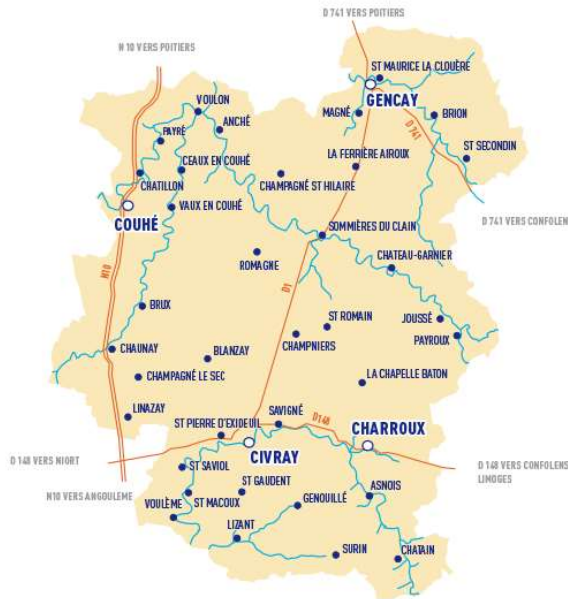 D 741 VERS POITIERS
N 10 VERS POITIERS
ST MAURICE LA CLOUÈRE
GENCAY
VOULON
MAGNÉ
BRION
ANCHÉ
PAYRÉ
D 741
ST SECONDIN
LA FERRIÈRE AIROUX
CEAUX EN COUHÉ
CHATILLON
CHAMPAGNÉ ST HILAIRE
VAUX EN COUHÉ
COUHÉ
D 741 VERS CONFOLENS
SOMMIÈRES DU CLAIN
ROMAGNE
CHATEAU-GARNIER
N10
D1
BRUX
ST ROMAIN
JOUSSÉ
CHAMPNIERS
PAYROUX
CHAUNAY
BLANZAY
CHAMPAGNÉ LE SEC
LA CHAPELLE BATON
LINAZAY
SAVIGNÉ
D148
ST PIERRE D'EXIDEUIL
CHARROUX
CIVRAY
D 148 VERS NIORT
ST SAVIOL
D 148 VERS CONFOLENS
LIMOGES
ST GAUDENT
N10 VERS ANGOULEME
VOULÈME
ST MACOUX
GENOUILLÉ
ASNOIS
LIZANT
SURIN
CHATAIN